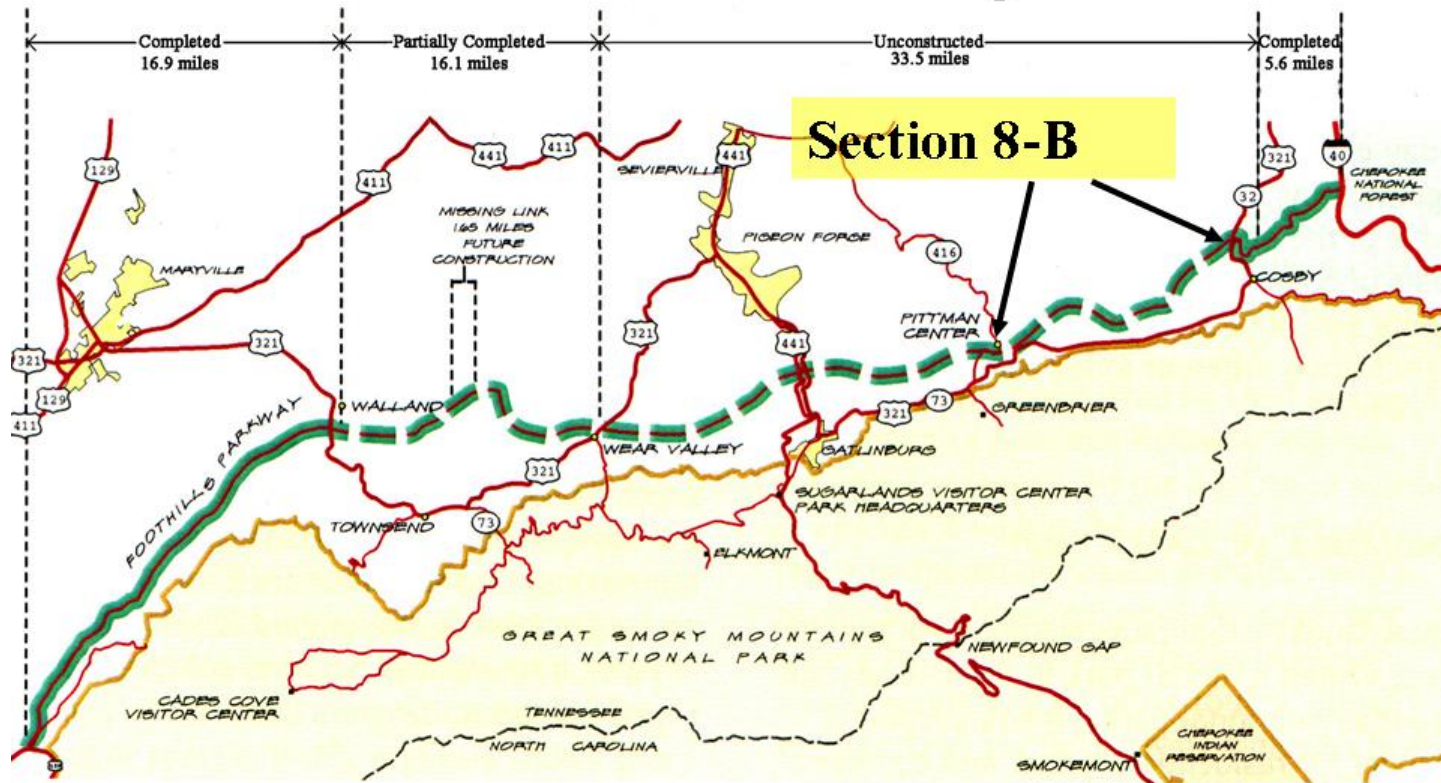 Completed
16.9 miles
Partially Completed
16.1 miles
Unconstructed
33.5 miles
Completed
5.6 miles
Section 8-B
129
441
411
411
SEVIERVILLE
441
321
40
CHEROKEE
NATIONAL
FOREST
32
MISSING LINK
1.65 MILES
FUTURE
CONSTRUCTION
PIGEON FORGE
416
MARYVILLE
COSBY
PITTMAN
CENTER
321
321
321
441
129
411
WALLAND
321
73
GREENBRIER
FOOTHILLS PARKWAY
WEAR VALLEY
GATLINBURG
321
SUGARLANDS VISITOR CENTER
PARK HEADQUARTERS
TOWNSEND
73
ELKMONT
GREAT SMOKY MOUNTAINS
NATIONAL PARK
NEWFOUND GAP
CADES COVE
VISITOR CENTER
TENNESSEE
NORTH CAROLINA
CHEROKEE
INDIAN
RESERVATION
SMOKEMONT